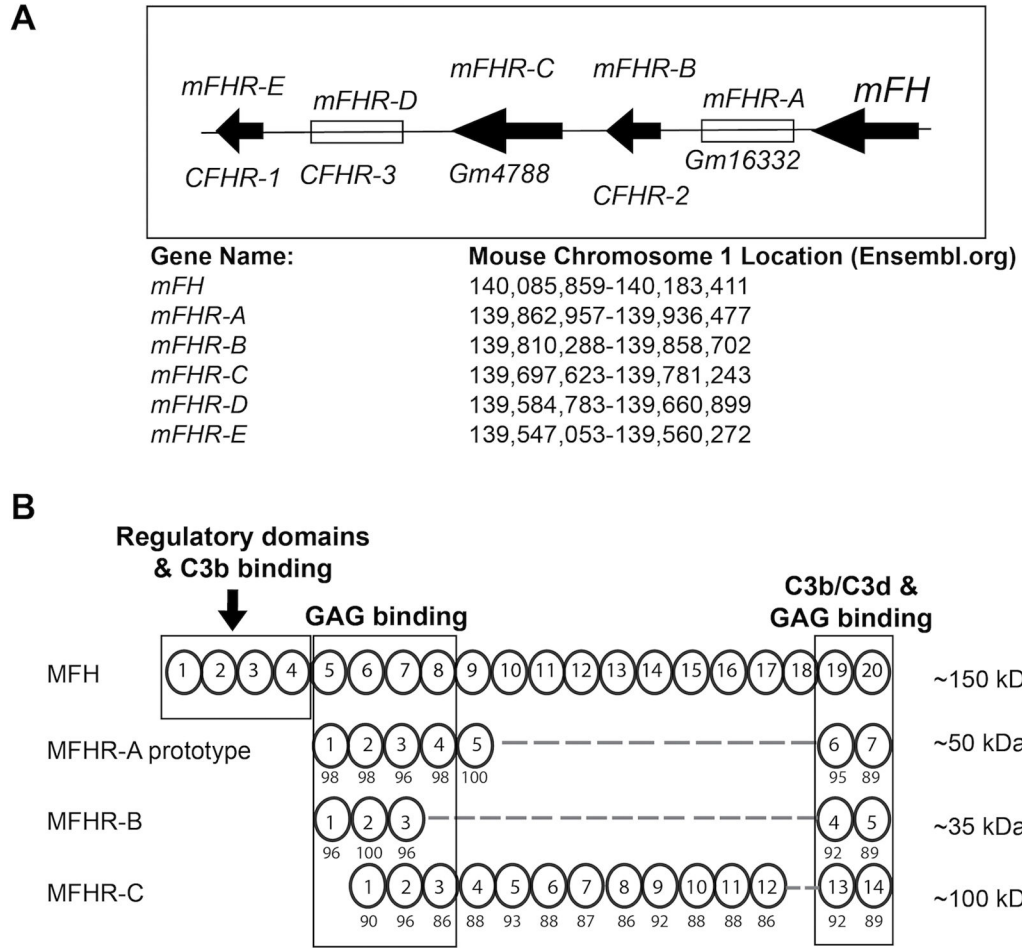 A
mFHR-E mFHR-D mFHR-C mFHR-B mFHR-A mFH
CFHR-1 CFHR-3 Gm4788 CFHR-2 Gm16332
Gene Name: Mouse Chromosome 1 Location (Ensembl.org)
mFH 140,085,859-140,183,411
mFHR-A 139,862,957-139,936,477
mFHR-B 139,810,288-139,858,702
mFHR-C 139,697,623-139,781,243
mFHR-D 139,584,783-139,660,899
mFHR-E 139,547,053-139,560,272
B
Regulatory domains
& C3b binding
GAG binding
C3b/C3d &
GAG binding
MFH 1 2 3 4 5 6 7 8 9 10 11 12 13 14 15 16 17 18 19 20 ~150 kD
MFHR-A prototype 1 2 3 4 5 6 7 ~50 kDa
98 98 96 98 100 95 89
MFHR-B 1 2 3 4 5 ~35 kDa
96 100 96 92 89
MFHR-C 1 2 3 4 5 6 7 8 9 10 11 12 13 14 ~100 kDa
90 96 86 88 93 88 87 86 92 88 88 86 92 89